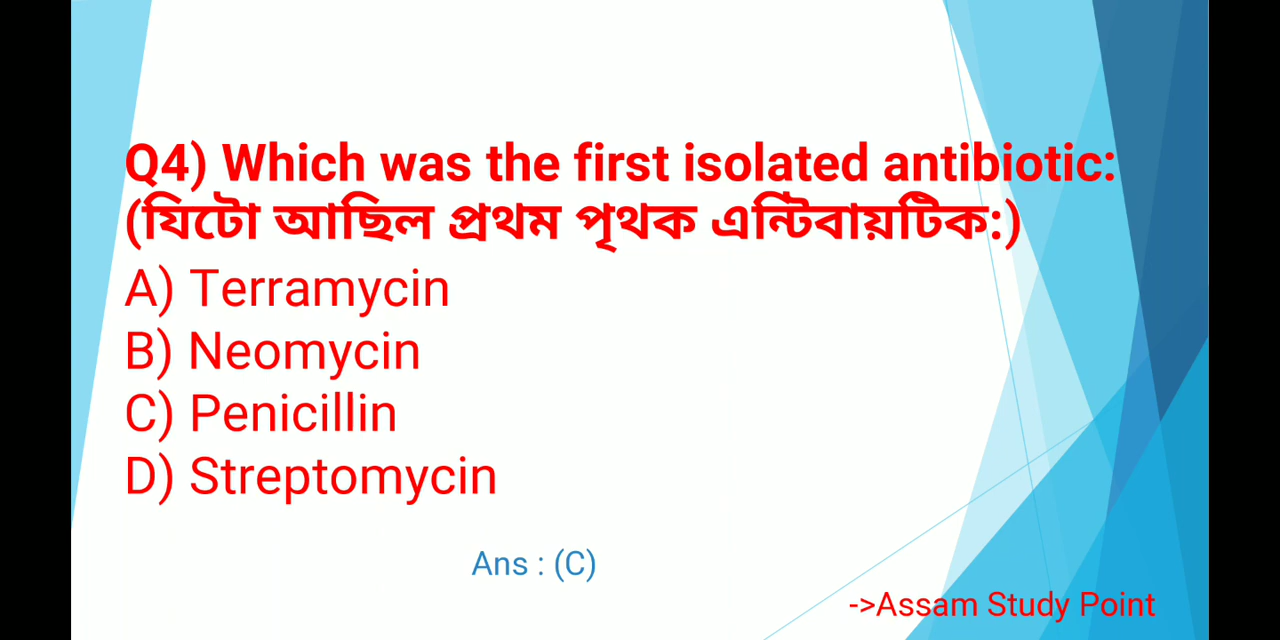 Q4) Which was the first isolated antibiotic:
(যিটো আছিল প্ৰথম পৃথক এন্টিবায়টিক:)
A) Terramycin
B) Neomycin
C) Penicillin
D) Streptomycin
Ans : (C)
->Assam Study Point